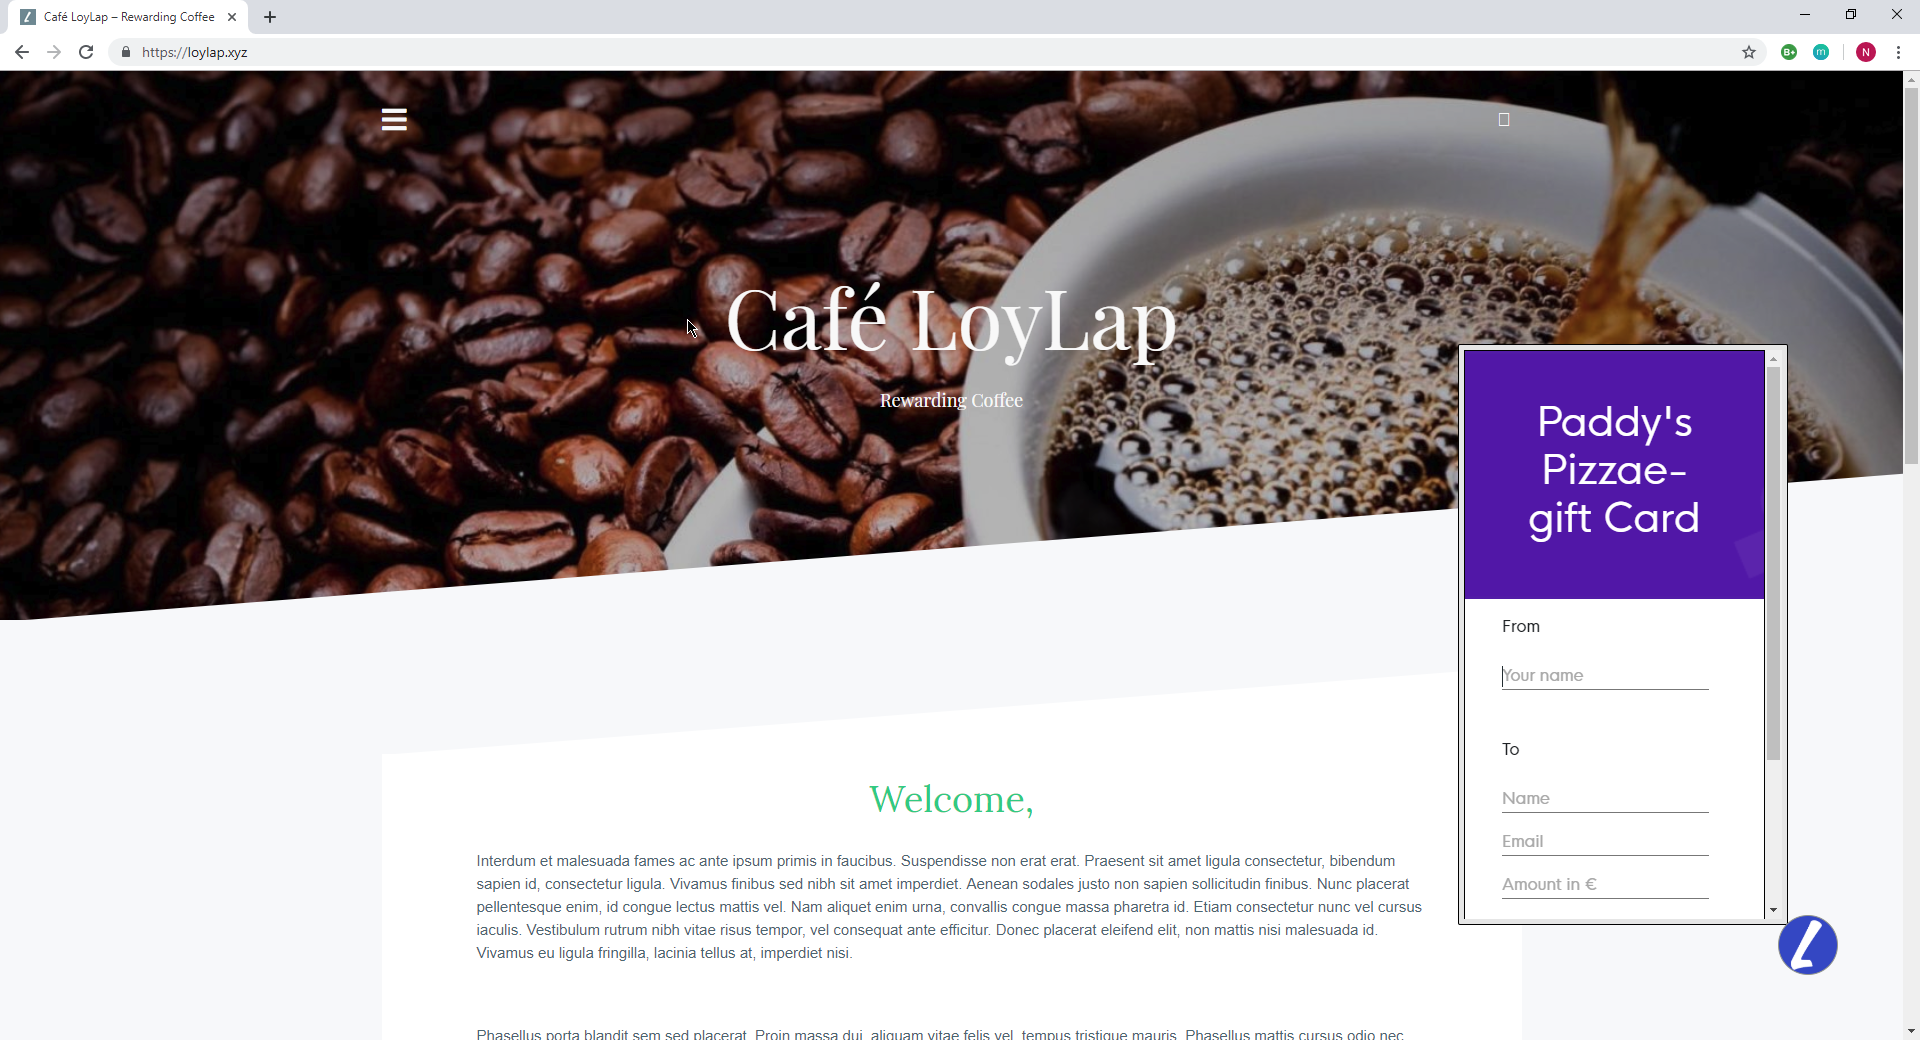 Café LoyLap – Rewarding Coffee
https://loylap.xyz
B+
m
N
Café LoyLap
Rewarding Coffee
Paddy's
Pizzae-
gift Card
From
Your name
To
Name
Email
Amount in €
Welcome,
Interdum et malesuada fames ac ante ipsum primis in faucibus. Suspendisse non erat erat. Praesent sit amet ligula consectetur, bibendum
sapien id, consectetur ligula. Vivamus finibus sed nibh sit amet imperdiet. Aenean sodales justo non sapien sollicitudin finibus. Nunc placerat
pellentesque enim, id congue lectus mattis vel. Nam aliquet enim urna, convallis congue massa pharetra id. Etiam consectetur nunc vel cursus
iaculis. Vestibulum rutrum nibh vitae risus tempor, vel consequat ante efficitur. Donec placerat eleifend elit, non mattis nisi malesuada id.
Vivamus eu ligula fringilla, lacinia tellus at, imperdiet nisi.
Phasellus porta blandit sem sed placerat. Proin massa dui, aliquam vitae felis vel, tempus tristique mauris. Phasellus mattis cursus odio nec